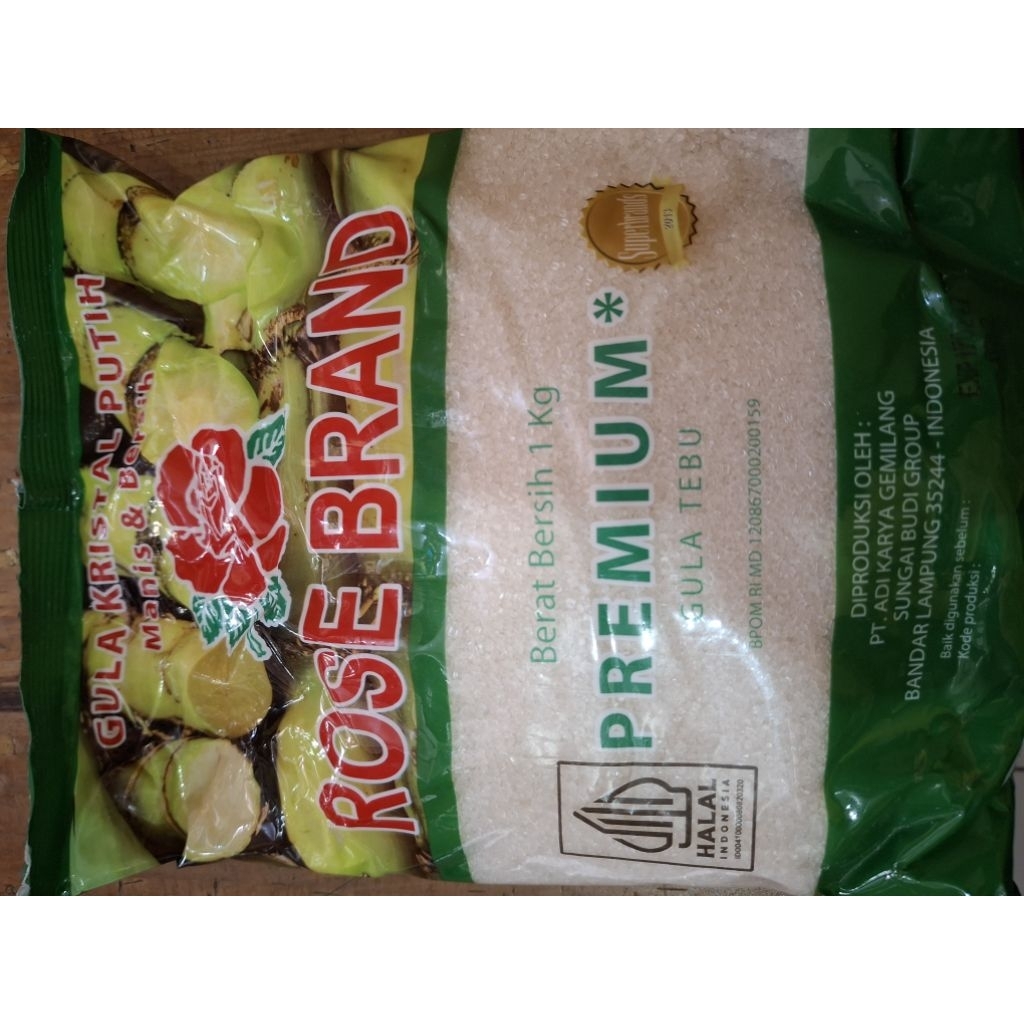 GULA KRISTAL PUTIH
Manis & Bersih
ROSE BRAND
Berat Bersih 1 Kg
PREMIUM*
Superbrands
2013
GULA TEBU
BPOM RI MD 120867000200159
HALAL
INDONESIA
ID00410000080820320
DIPRODUKSI OLEH :
PT. ADI KARYA GEMILANG
SUNGAI BUDI GROUP
BANDAR LAMPUNG 35244 - INDONESIA
Baik digunakan sebelum :
Kode produksi :